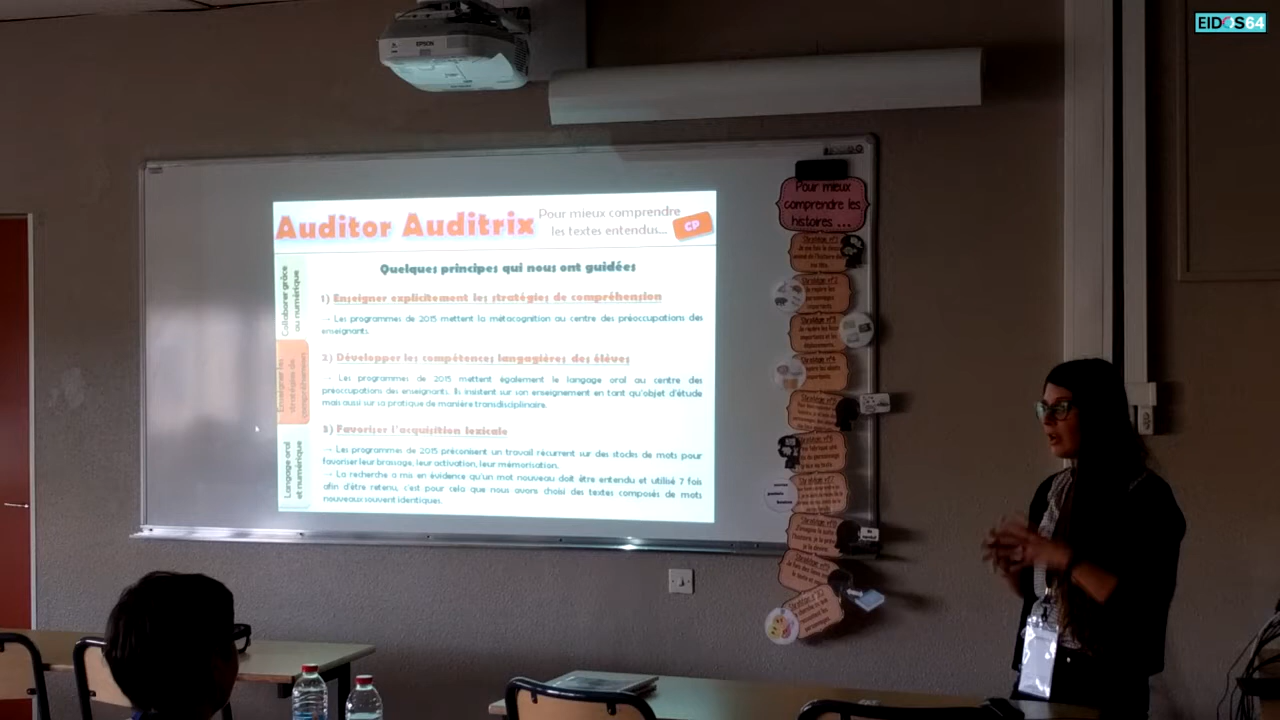 EIDOS64
EPSON
Auditor Auditrix
Pour mieux comprendre
les textes entendus...
CP
Quelques principes qui nous ont guidées
Collaborer grâce
au numérique
Enseigner les
stratégies de
compréhension
Langage oral
et numérique
1) Enseigner explicitement les stratégies de compréhension
→ Les programmes de 2015 mettent la métacognition au centre des préoccupations des
enseignants.
2) Développer les compétences langagières des élèves
→ Les programmes de 2015 mettent également le langage oral au centre des
préoccupations des enseignants. Ils insistent sur son enseignement en tant qu'objet d'étude
mais aussi sur sa pratique de manière transdisciplinaire.
3) Favoriser l'acquisition lexicale
→ Les programmes de 2015 préconisent un travail récurrent sur des stocks de mots pour
favoriser leur brassage, leur activation, leur mémorisation.
→ La recherche a mis en évidence qu'un mot nouveau doit être entendu et utilisé 7 fois
afin d'être retenu, c'est pour cela que nous avons choisi des textes composés de mots
nouveaux souvent identiques.
Pour mieux
comprendre les
histoires ...